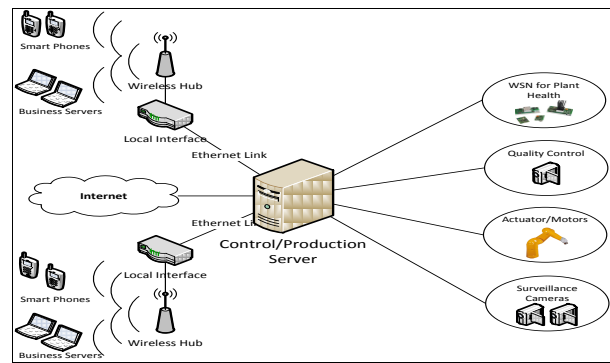 Smart Phones
Business Servers
Wireless Hub
Local Interface
Ethernet Link
Internet
Control/Production
Server
WSN for Plant
Health
Quality Control
Actuator/Motors
Surveillance
Cameras
Ethernet Link
Local Interface
Smart Phones
Business Servers
Wireless Hub